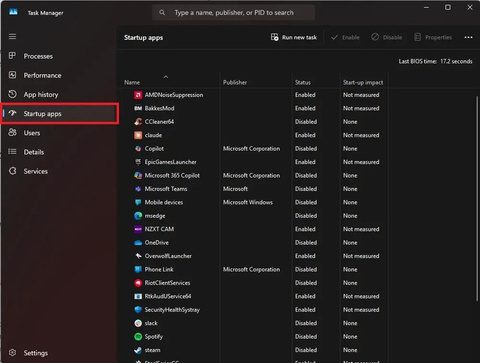 Task Manager
Type a name, publisher, or PID to search
Startup apps Run new task Enable Disable Properties
Processes
Performance
App history
Startup apps
Users
Details
Services
Settings
Last BIOS time: 17.2 seconds
Name Publisher Status Start-up impact
AMDNoiseSuppression Enabled Not measured
BakkesMod Enabled Not measured
CCleaner64 Disabled None
claude Enabled Not measured
Copilot Microsoft Corporation Disabled None
EpicGamesLauncher Enabled Not measured
Microsoft 365 Copilot Microsoft Corporation Disabled None
Microsoft Teams Microsoft Disabled None
Mobile devices Microsoft Windows Disabled None
msedge Disabled None
NZXT CAM Enabled Not measured
OneDrive Disabled None
OverwolfLauncher Enabled Not measured
Phone Link Microsoft Corporation Disabled None
RiotClientServices Disabled None
RtkAudUService64 Enabled Not measured
SecurityHealthSystray Enabled Not measured
slack Disabled None
Spotify Disabled None
steam Disabled None